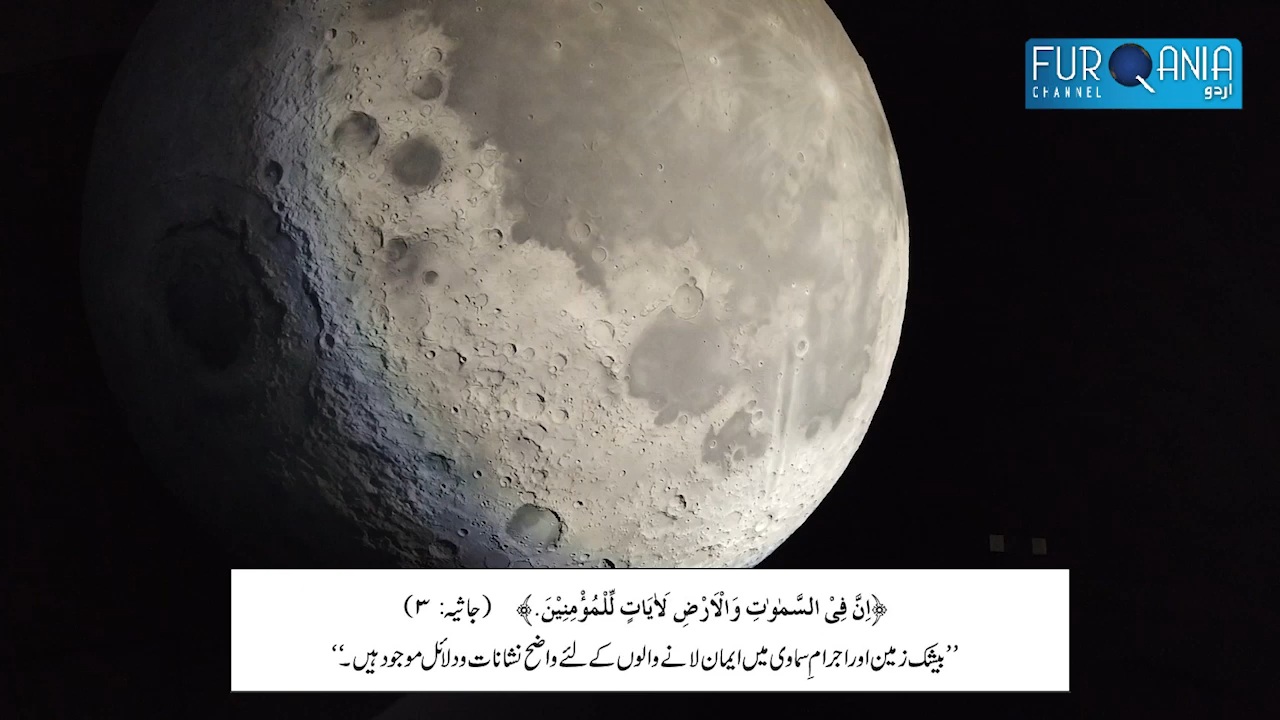 FURQANIA
CHANNEL اردو
﴿اِنَّ فِیْ السَّمٰوٰتِ وَالْاَرْضِ لَاٰیَاتٍ لِّلْمُؤْمِنِیْنَ.﴾ (جاثیہ: ۳)
’’بیشک زمین اور اجرامِ سماوی میں ایمان لانے والوں کے لئے واضح نشانات و دلائل موجود ہیں۔‘‘